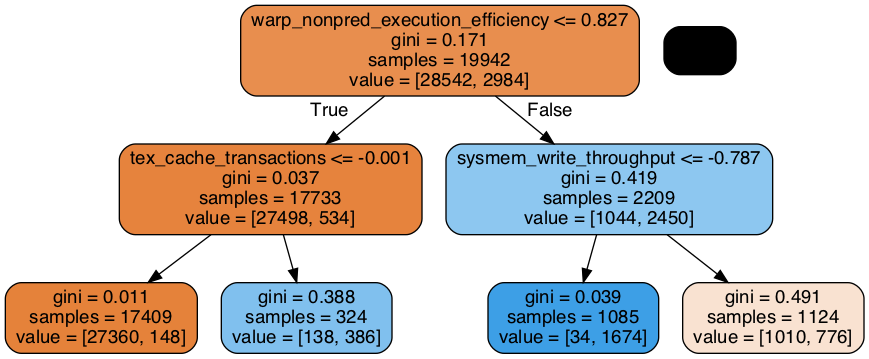 warp_nonpred_execution_efficiency <= 0.827
gini = 0.171
samples = 19942
value = [28542, 2984]
True
False
tex_cache_transactions <= -0.001
gini = 0.037
samples = 17733
value = [27498, 534]
sysmem_write_throughput <= -0.787
gini = 0.419
samples = 2209
value = [1044, 2450]
gini = 0.011
samples = 17409
value = [27360, 148]
gini = 0.388
samples = 324
value = [138, 386]
gini = 0.039
samples = 1085
value = [34, 1674]
gini = 0.491
samples = 1124
value = [1010, 776]